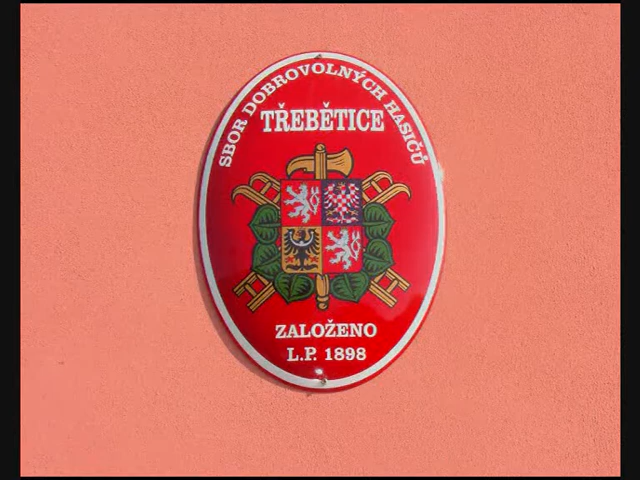 SBOR DOBROVOLNÝCH HASIČŮ
TŘEBĚTICE
ZALOŽENO
L.P. 1898